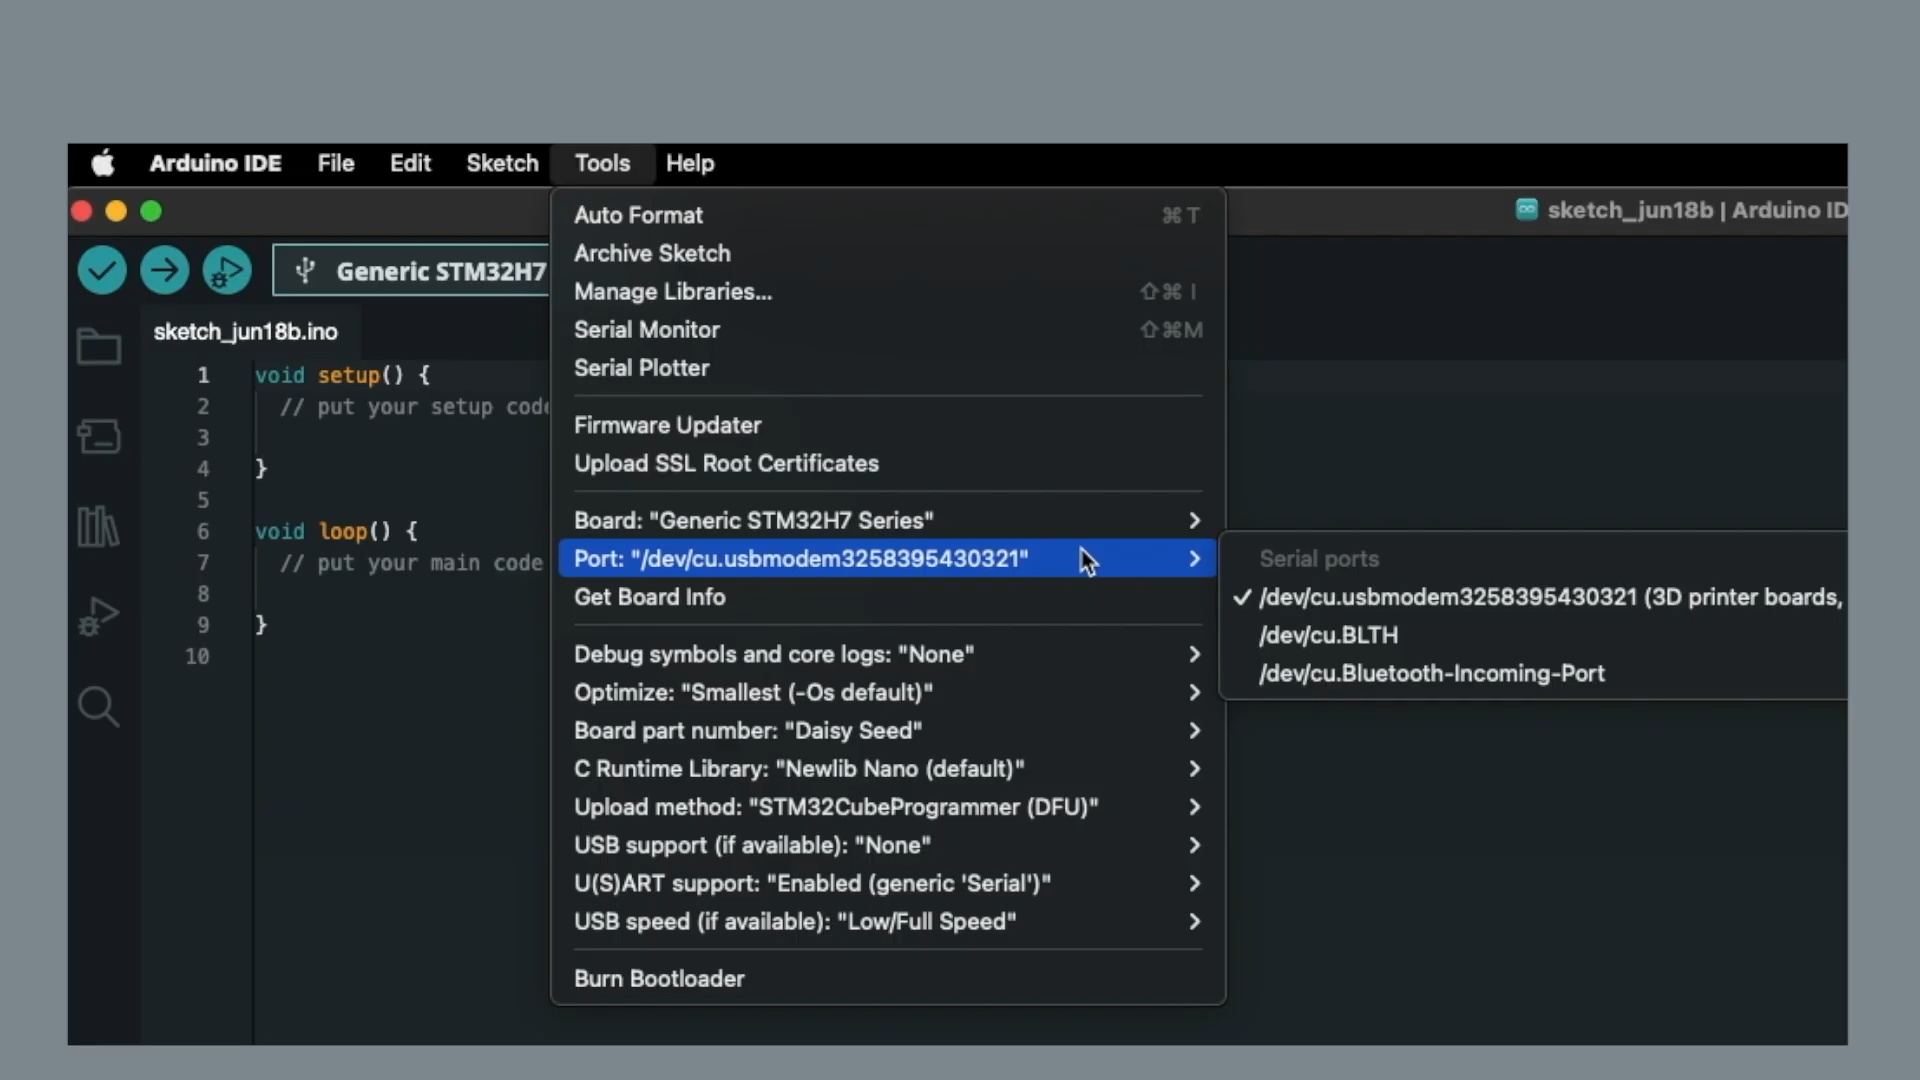 Arduino IDE File Edit Sketch Tools Help
sketch_jun18b | Arduino ID
Generic STM32H7
sketch_jun18b.ino
1 void setup() {
2 // put your setup code
3
4 }
5
6 void loop() {
7 // put your main code
8
9 }
10
Auto Format ⌘T
Archive Sketch
Manage Libraries... ⇧⌘I
Serial Monitor ⇧⌘M
Serial Plotter
Firmware Updater
Upload SSL Root Certificates
Board: "Generic STM32H7 Series"
Port: "/dev/cu.usbmodem3258395430321"
Get Board Info
Debug symbols and core logs: "None"
Optimize: "Smallest (-Os default)"
Board part number: "Daisy Seed"
C Runtime Library: "Newlib Nano (default)"
Upload method: "STM32CubeProgrammer (DFU)"
USB support (if available): "None"
U(S)ART support: "Enabled (generic 'Serial')"
USB speed (if available): "Low/Full Speed"
Burn Bootloader
Serial ports
/dev/cu.usbmodem3258395430321 (3D printer boards,
/dev/cu.BLTH
/dev/cu.Bluetooth-Incoming-Port